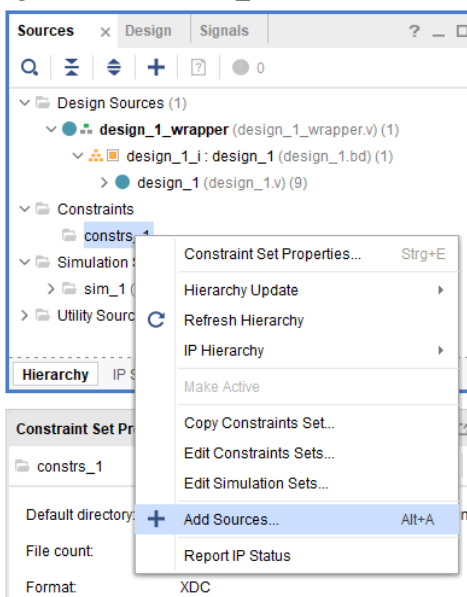 Sources × Design Signals ? _
0
Design Sources (1)
design_1_wrapper (design_1_wrapper.v) (1)
design_1_i : design_1 (design_1.bd) (1)
design_1 (design_1.v) (9)
Constraints
constrs_1
Constraint Set Properties... Strg+E
Simulation
Hierarchy Update
sim_1 (
Refresh Hierarchy
Utility Sourc
IP Hierarchy
Make Active
Hierarchy IP S
Copy Constraints Set...
Constraint Set Pr
Edit Constraints Sets...
constrs_1
Edit Simulation Sets...
Default directory:
Add Sources... Alt+A
File count:
Report IP Status
Format: XDC